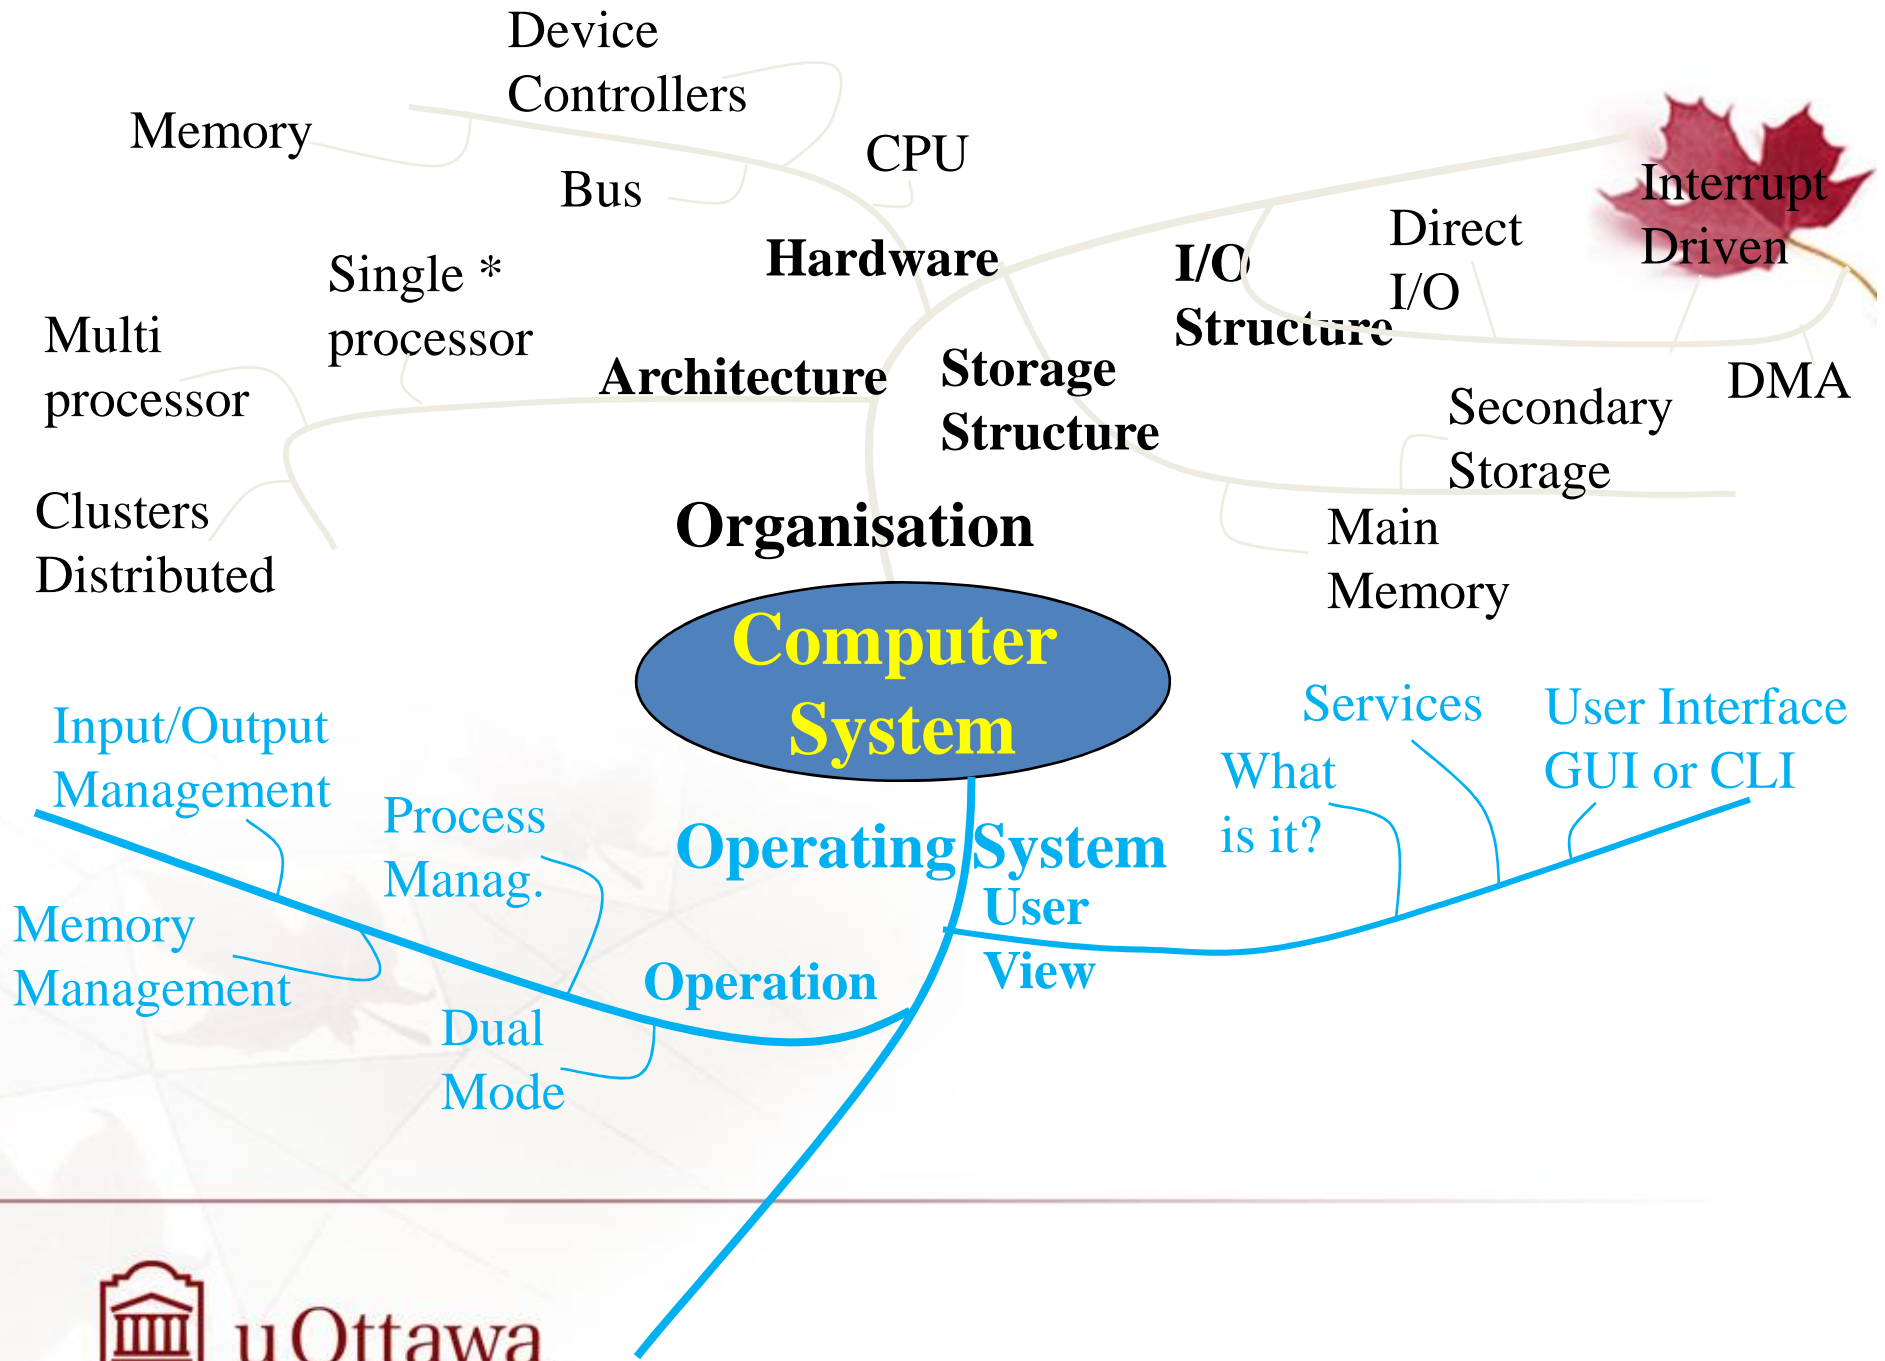 Device
Controllers
Memory
CPU
Bus
Interrupt
Driven
Direct
I/O
Hardware
I/O
Structure
Single *
processor
Multi
processor
Architecture
Storage
Structure
DMA
Secondary
Storage
Clusters
Distributed
Organisation
Main
Memory
Computer
System
Input/Output
Management
Services
User Interface
GUI or CLI
What
is it?
Process
Manag.
Operating System
User
View
Memory
Management
Operation
Dual
Mode
uOttawa